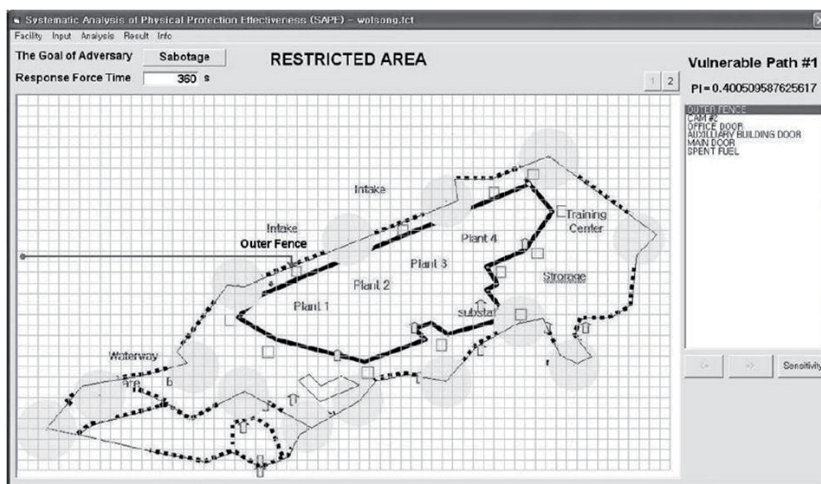 Systematic Analysis of Physical Protection Effectiveness (SAPE) - wolsong.fct
Facility Input Analysis Result Info
The Goal of Adversary Sabotage
RESTRICTED AREA
Response Force Time 360 s
1 2
Vulnerable Path #1
PI = 0.400509587625617
OUTER FENCE
CAM #2
OFFICE DOOR
AUXILLIARY BUILDING DOOR
MAIN DOOR
SPENT FUEL
Intake
Intake
Outer Fence
Training
Center
Plant 4
Plant 3
Plant 2
Plant 1
Strorage
substat
Waterway
are b
Sensitivity